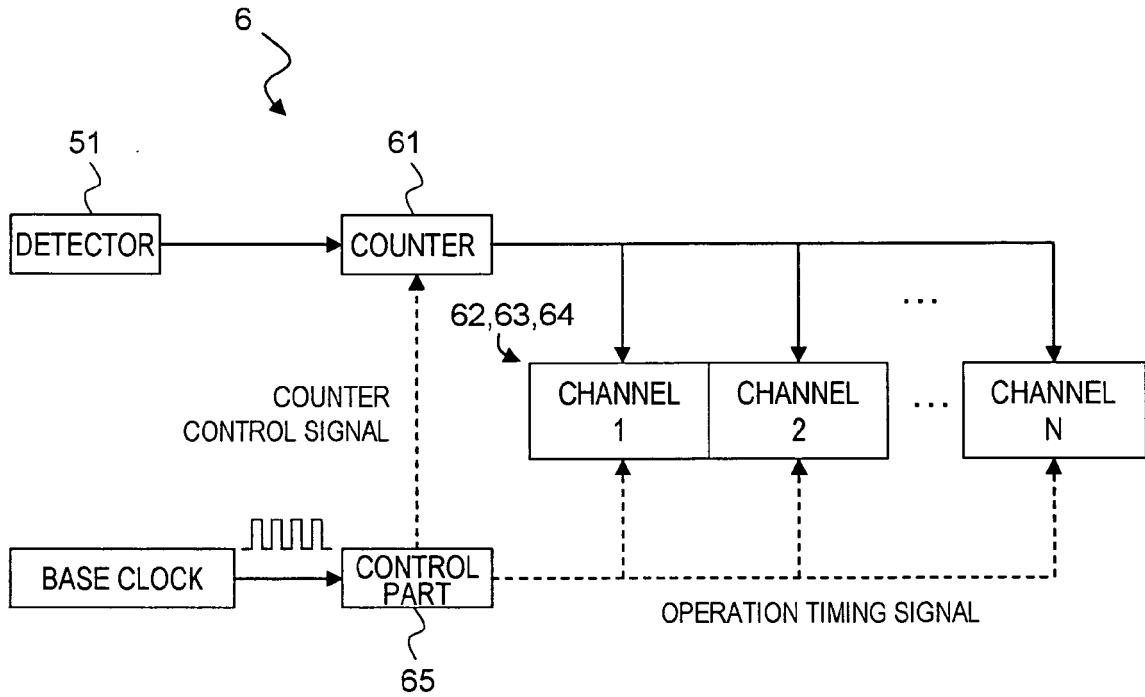 6
51
61
DETECTOR
COUNTER
...
62,63,64
CHANNEL
1
CHANNEL
2
...
CHANNEL
N
COUNTER
CONTROL SIGNAL
BASE CLOCK
CONTROL
PART
OPERATION TIMING SIGNAL
65